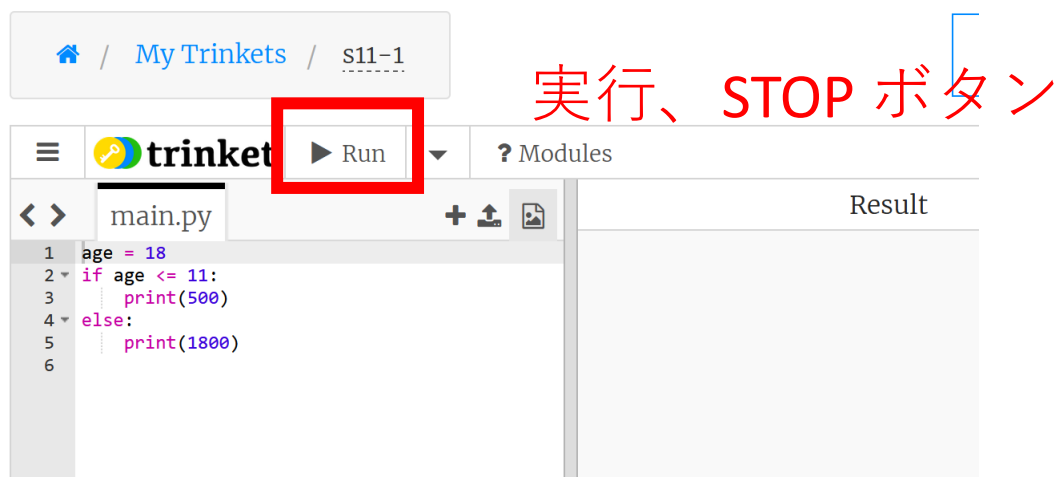 / My Trinkets / s11-1
実行、STOP ボタン
trinket Run ? Modules
main.py
Result
1 age = 18
2 if age <= 11:
3 print(500)
4 else:
5 print(1800)
6